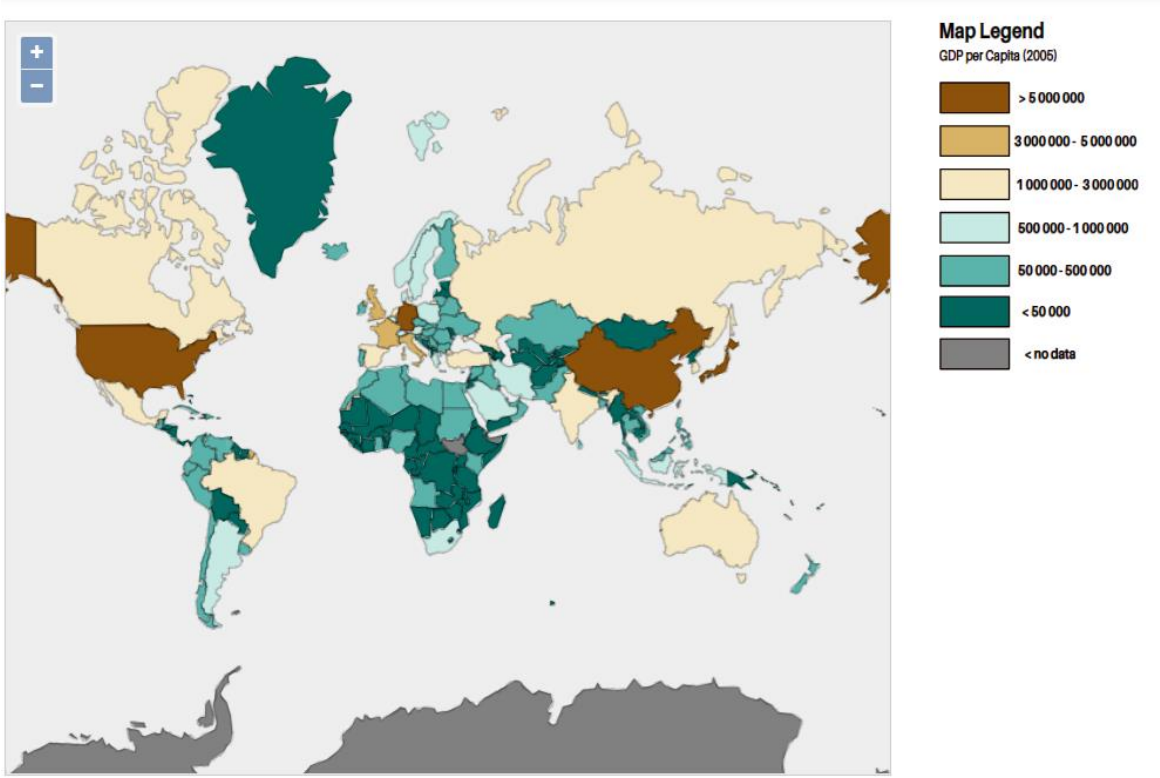 +
−
Map Legend
GDP per Capita (2005)
> 5 000 000
3 000 000 - 5 000 000
1 000 000 - 3 000 000
500 000 - 1 000 000
50 000 - 500 000
< 50 000
< no data